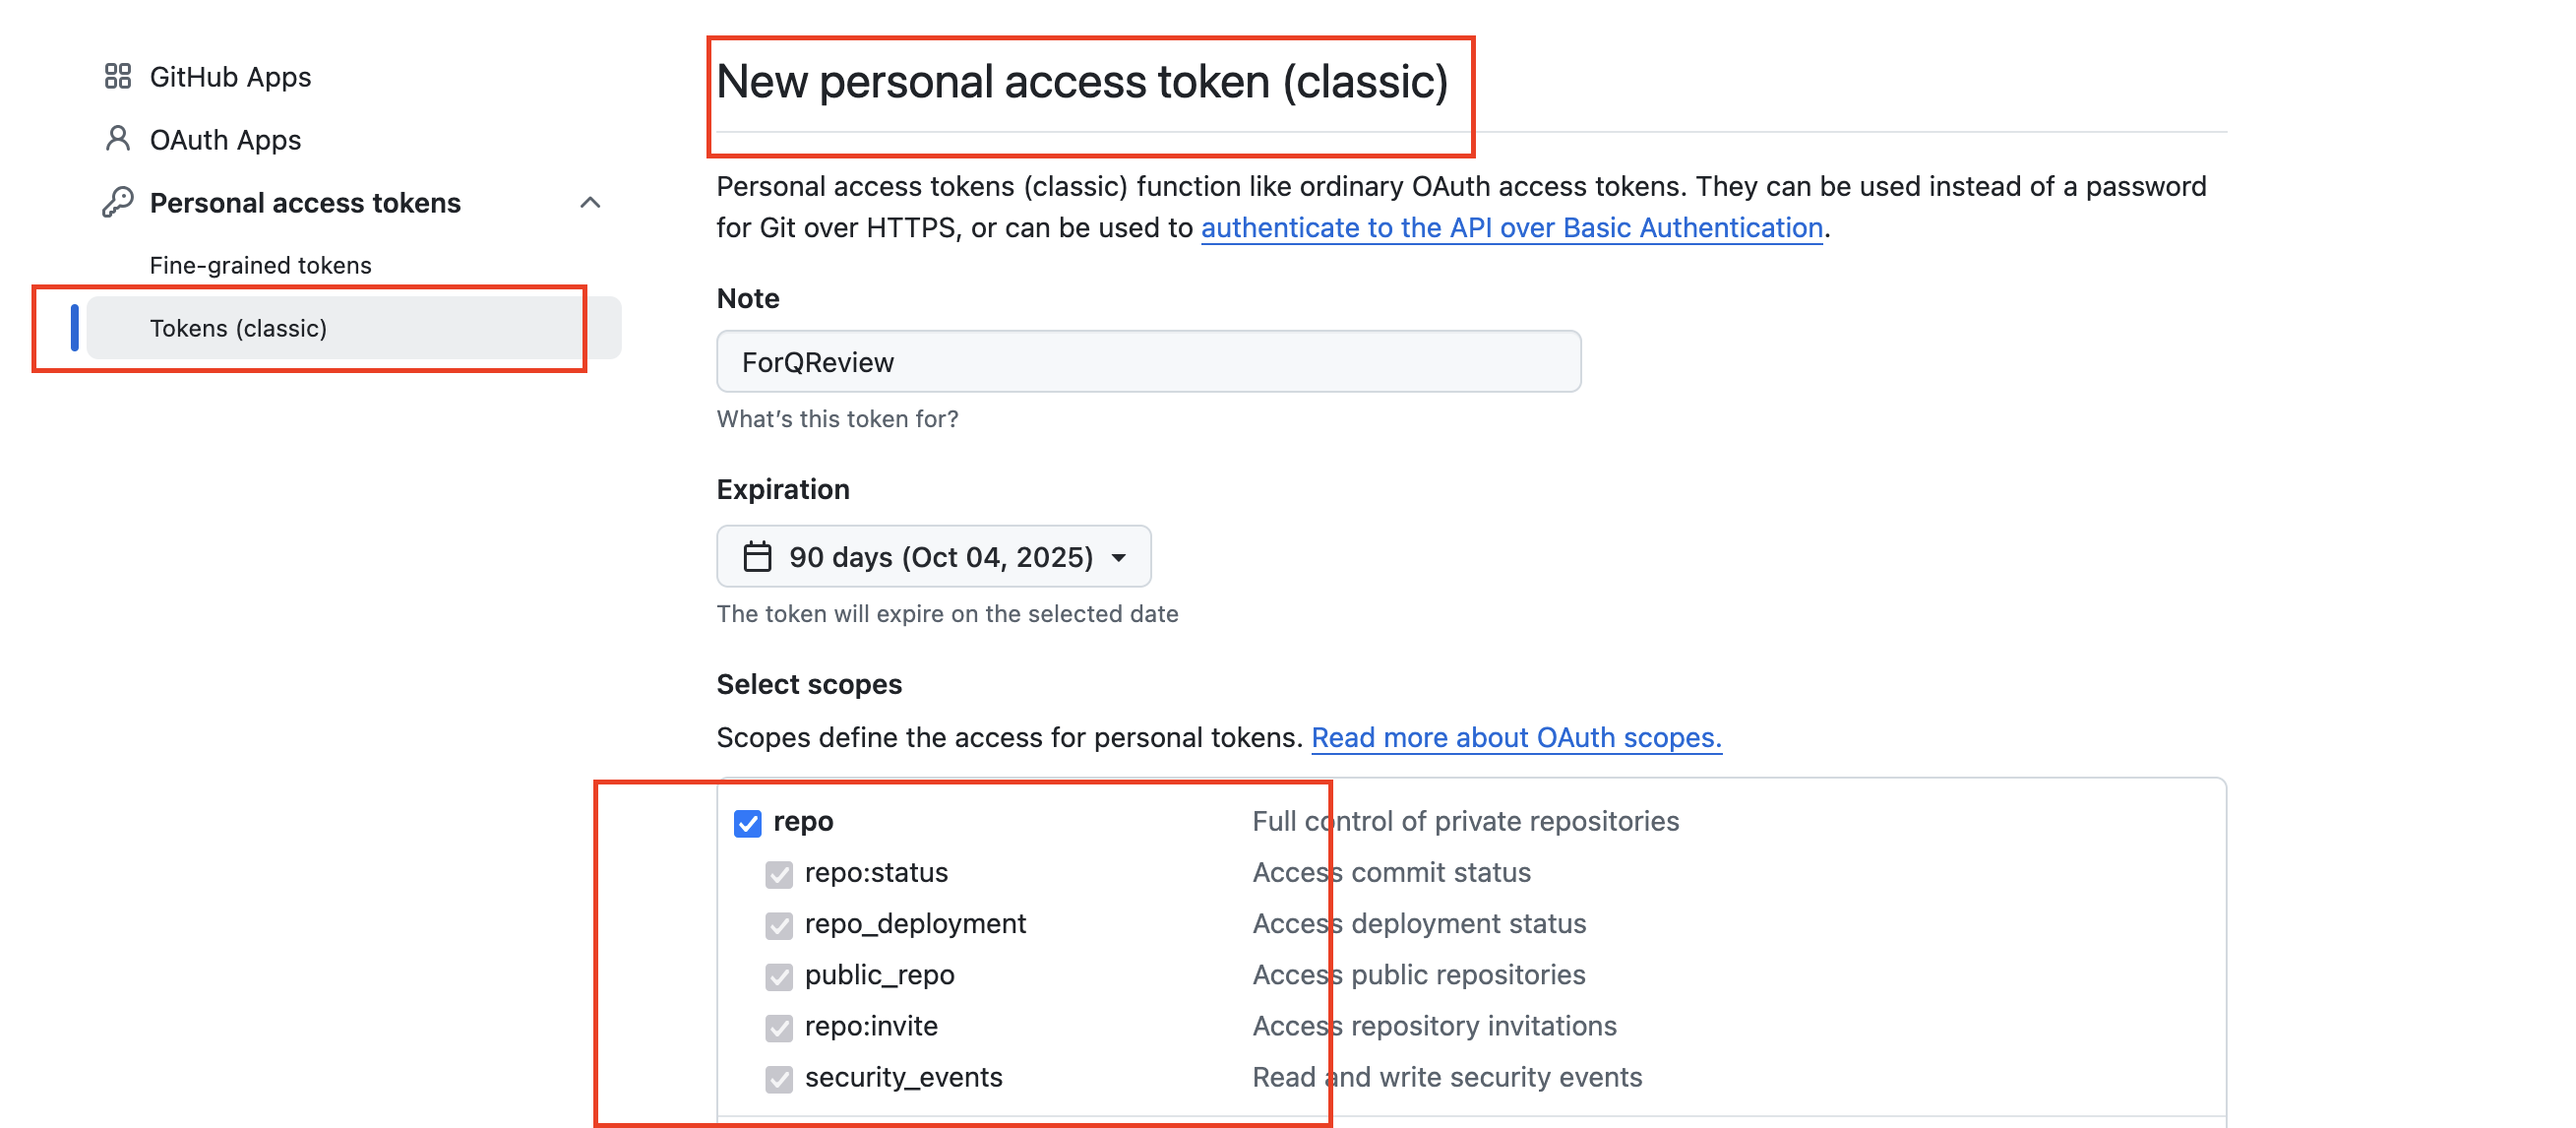 GitHub Apps
OAuth Apps
Personal access tokens
Fine-grained tokens
Tokens (classic)
New personal access token (classic)
Personal access tokens (classic) function like ordinary OAuth access tokens. They can be used instead of a password
for Git over HTTPS, or can be used to authenticate to the API over Basic Authentication.
Note
ForQReview
What's this token for?
Expiration
90 days (Oct 04, 2025)
The token will expire on the selected date
Select scopes
Scopes define the access for personal tokens. Read more about OAuth scopes.
repo Full control of private repositories
repo:status Access commit status
repo_deployment Access deployment status
public_repo Access public repositories
repo:invite Access repository invitations
security_events Read and write security events